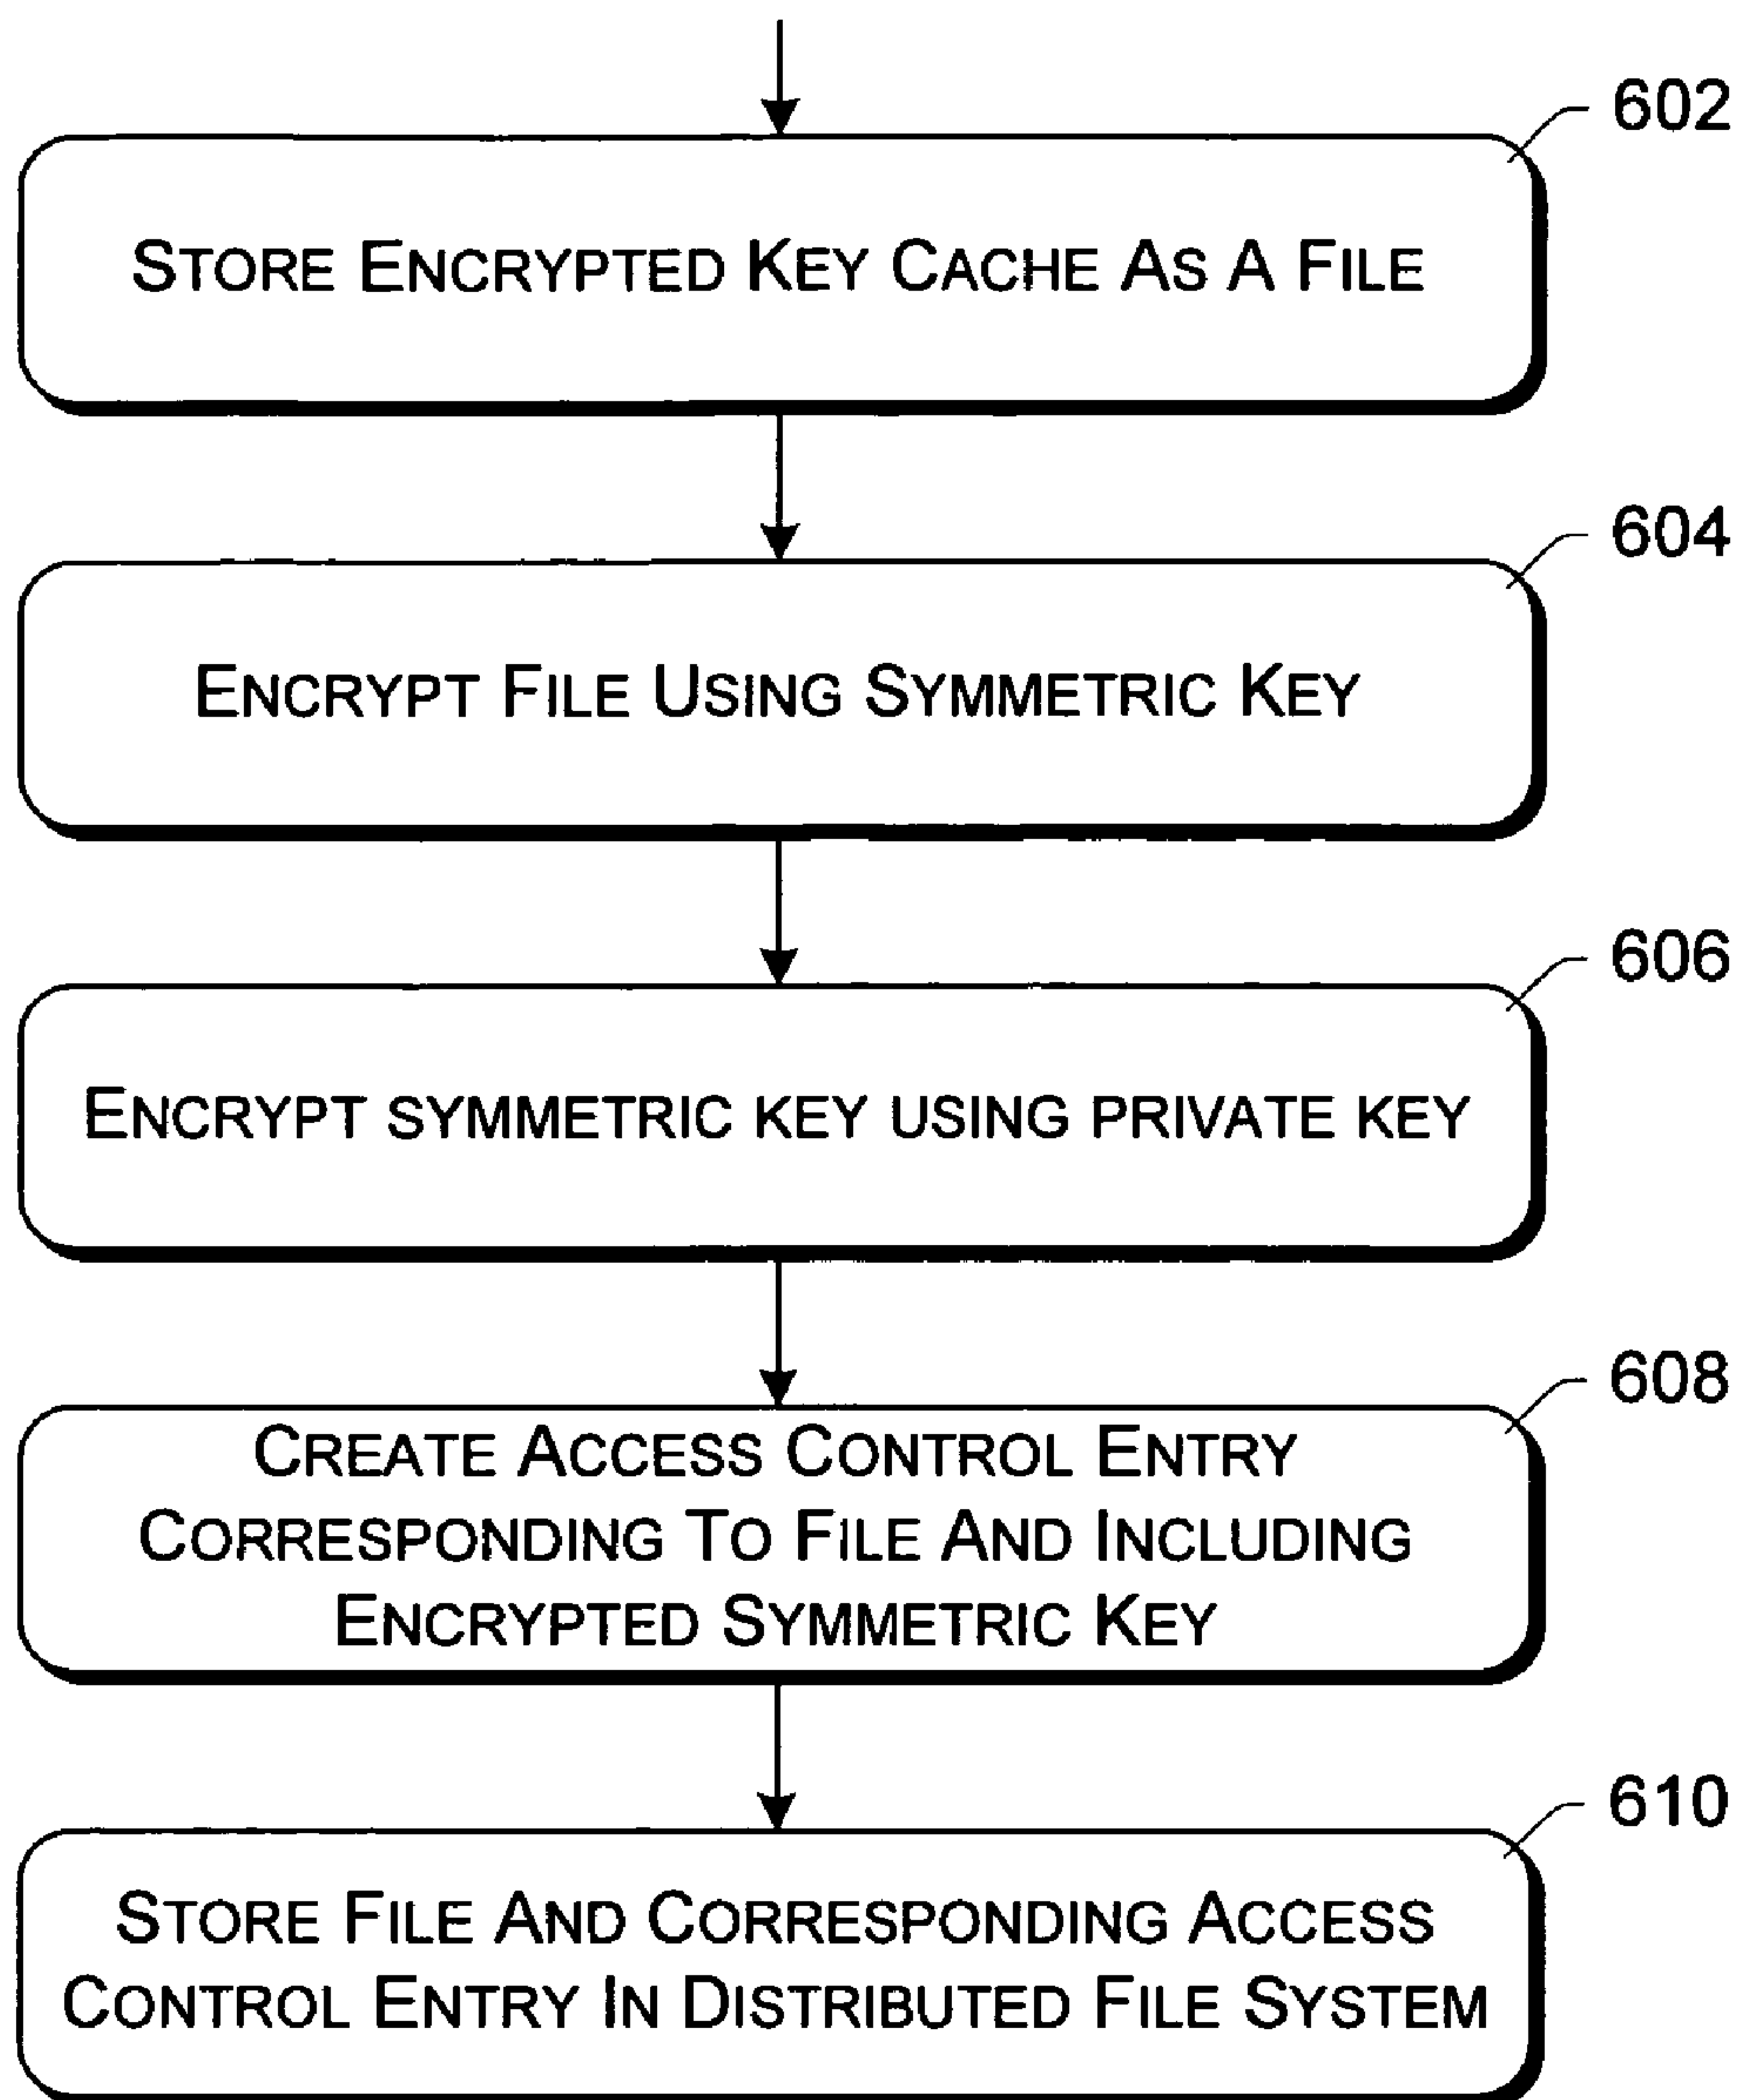 602
STORE ENCRYPTED KEY CACHE AS A FILE
604
ENCRYPT FILE USING SYMMETRIC KEY
606
ENCRYPT SYMMETRIC KEY USING PRIVATE KEY
608
CREATE ACCESS CONTROL ENTRY
CORRESPONDING TO FILE AND INCLUDING
ENCRYPTED SYMMETRIC KEY
610
STORE FILE AND CORRESPONDING ACCESS
CONTROL ENTRY IN DISTRIBUTED FILE SYSTEM